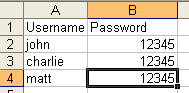 A B
1 Username Password
2 john 12345
3 charlie 12345
4 matt 12345